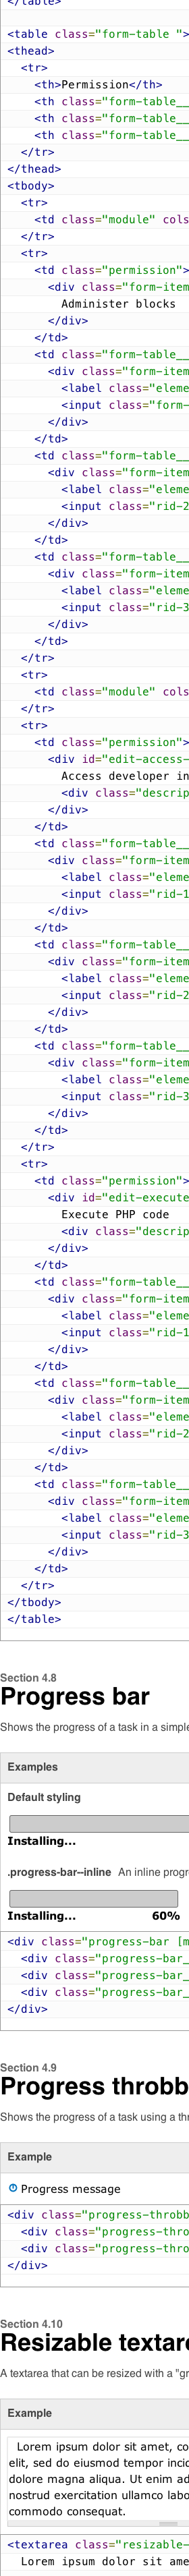 </table>
<table class="form-table ">
<thead>
<tr>
<th>Permission</th>
<th class="form-table__
<th class="form-table__
<th class="form-table__
</tr>
</thead>
<tbody>
<tr>
<td class="module" cols
</tr>
<tr>
<td class="permission">
<div class="form-item
Administer blocks
</div>
</td>
<td class="form-table__
<div class="form-item
<label class="eleme
<input class="form-
</div>
</td>
<td class="form-table__
<div class="form-item
<label class="eleme
<input class="rid-2
</div>
</td>
<td class="form-table__
<div class="form-item
<label class="eleme
<input class="rid-3
</div>
</td>
</tr>
<tr>
<td class="module" cols
</tr>
<tr>
<td class="permission">
<div id="edit-access-
Access developer in
<div class="descrip
</div>
</td>
<td class="form-table__
<div class="form-item
<label class="eleme
<input class="rid-1
</div>
</td>
<td class="form-table__
<div class="form-item
<label class="eleme
<input class="rid-2
</div>
</td>
<td class="form-table__
<div class="form-item
<label class="eleme
<input class="rid-3
</div>
</td>
</tr>
<tr>
<td class="permission">
<div id="edit-execute
Execute PHP code
<div class="descrip
</div>
</td>
<td class="form-table__
<div class="form-item
<label class="eleme
<input class="rid-1
</div>
</td>
<td class="form-table__
<div class="form-item
<label class="eleme
<input class="rid-2
</div>
</td>
<td class="form-table__
<div class="form-item
<label class="eleme
<input class="rid-3
</div>
</td>
</tr>
</tbody>
</table>
Section 4.8
Progress bar
Shows the progress of a task in a simple
Examples
Default styling
Installing...
.progress-bar--inline An inline progr
Installing... 60%
<div class="progress-bar [m
<div class="progress-bar_
<div class="progress-bar_
<div class="progress-bar_
</div>
Section 4.9
Progress throbb
Shows the progress of a task using a thr
Example
Progress message
<div class="progress-throbb
<div class="progress-thro
<div class="progress-thro
</div>
Section 4.10
Resizable textare
A textarea that can be resized with a "gr
Example
Lorem ipsum dolor sit amet, co
elit, sed do eiusmod tempor incid
dolore magna aliqua. Ut enim ad
nostrud exercitation ullamco labo
commodo consequat.
<textarea class="resizable-
Lorem ipsum dolor sit ame